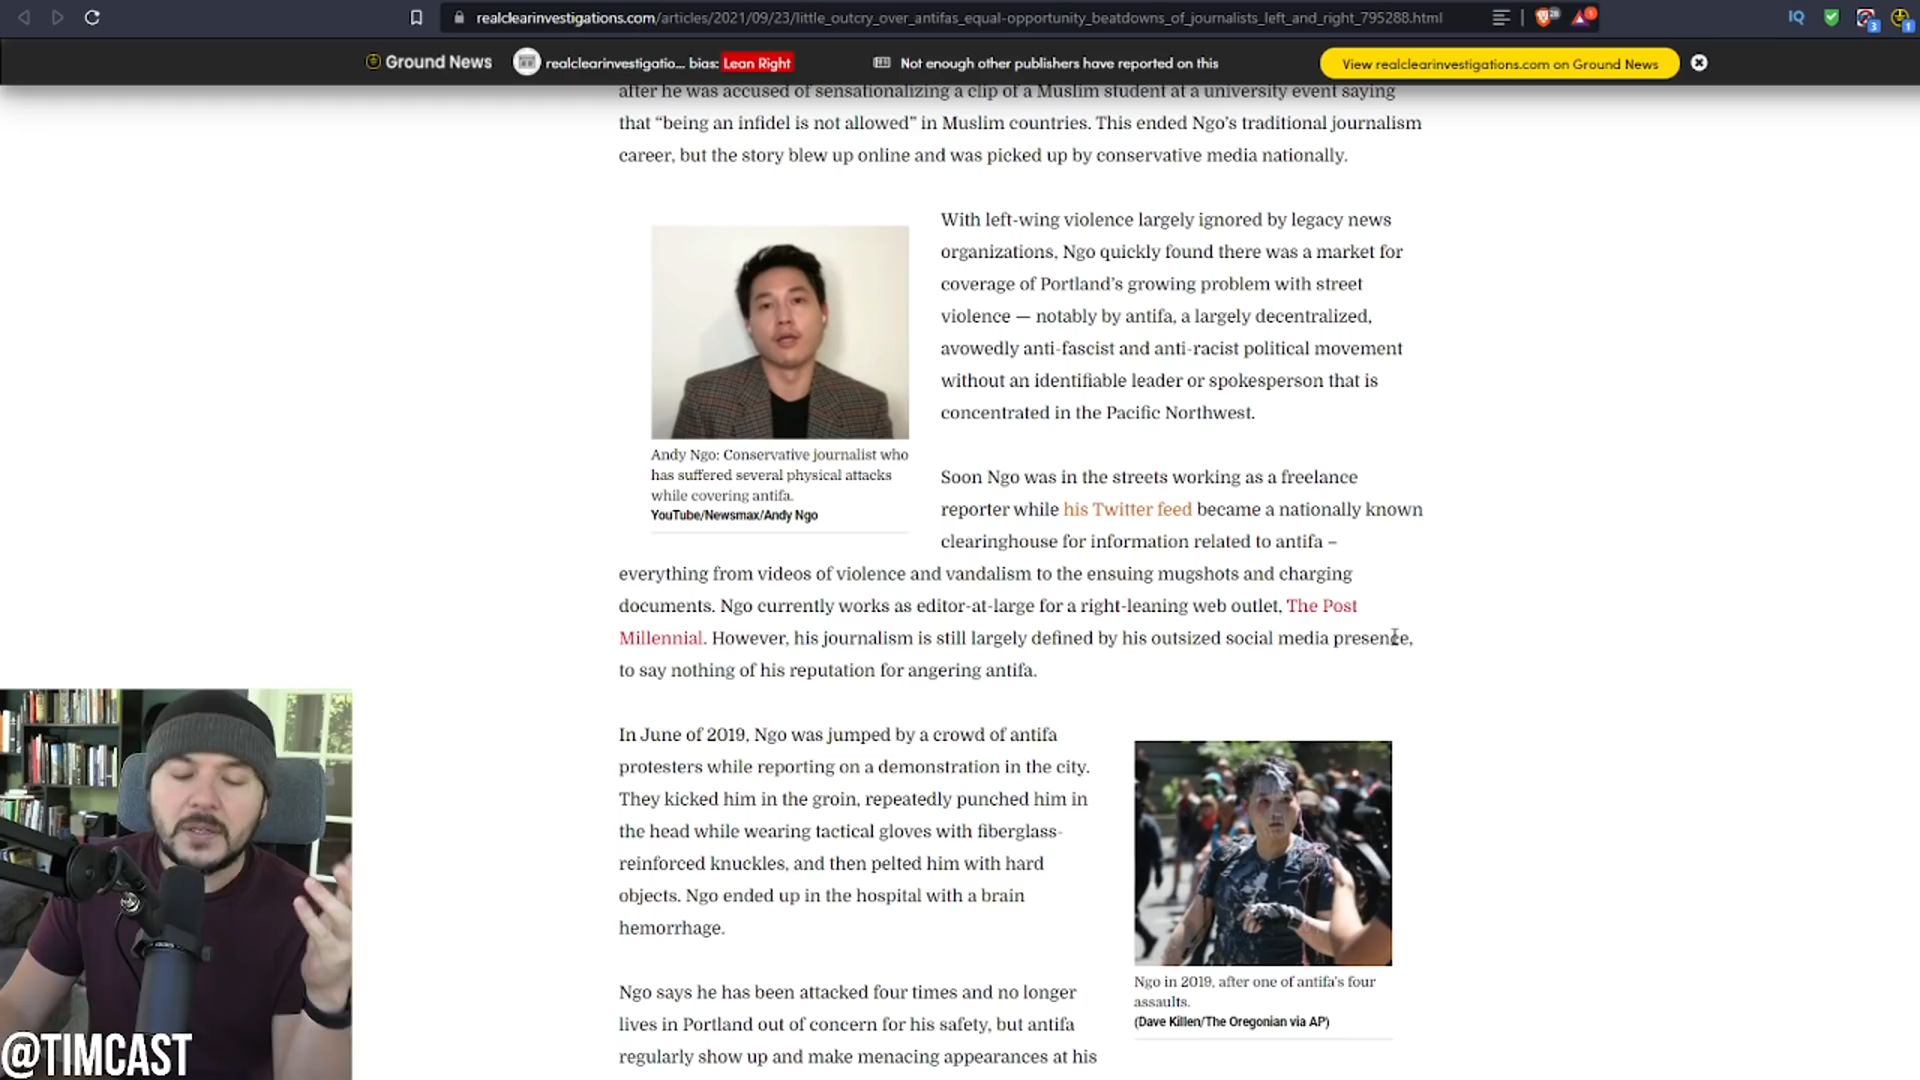 realclearinvestigations.com/articles/2021/09/23/little_outcry_over_antifas_equal-opportunity_beatdowns_of_journalists_left_and_right_795288.html
Ground News
realclearinvestigatio... bias: Lean Right
Not enough other publishers have reported on this
View realclearinvestigations.com on Ground News
after he was accused of sensationalizing a clip of a Muslim student at a university event saying
that “being an infidel is not allowed” in Muslim countries. This ended Ngo’s traditional journalism
career, but the story blew up online and was picked up by conservative media nationally.
With left-wing violence largely ignored by legacy news
organizations, Ngo quickly found there was a market for
coverage of Portland’s growing problem with street
violence — notably by antifa, a largely decentralized,
avowedly anti-fascist and anti-racist political movement
without an identifiable leader or spokesperson that is
concentrated in the Pacific Northwest.
Andy Ngo: Conservative journalist who
has suffered several physical attacks
while covering antifa.
YouTube/Newsmax/Andy Ngo
Soon Ngo was in the streets working as a freelance
reporter while his Twitter feed became a nationally known
clearinghouse for information related to antifa –
everything from videos of violence and vandalism to the ensuing mugshots and charging
documents. Ngo currently works as editor-at-large for a right-leaning web outlet, The Post
Millennial. However, his journalism is still largely defined by his outsized social media presence,
to say nothing of his reputation for angering antifa.
In June of 2019, Ngo was jumped by a crowd of antifa
protesters while reporting on a demonstration in the city.
They kicked him in the groin, repeatedly punched him in
the head while wearing tactical gloves with fiberglass-
reinforced knuckles, and then pelted him with hard
objects. Ngo ended up in the hospital with a brain
hemorrhage.
Ngo in 2019, after one of antifa's four
assaults.
(Dave Killen/The Oregonian via AP)
Ngo says he has been attacked four times and no longer
lives in Portland out of concern for his safety, but antifa
regularly show up and make menacing appearances at his
@TIMCAST